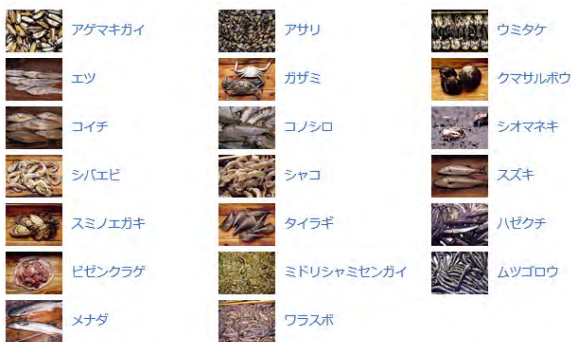 アゲマキガイ アサリ ウミタケ
エツ ガザミ クマサルボウ
コイチ コノシロ シオマネキ
シバエビ シャコ スズキ
スミノエガキ タイラギ ハゼクチ
ビゼンクラゲ ミドリシャミセンガイ ムツゴロウ
メナダ ワラスボ